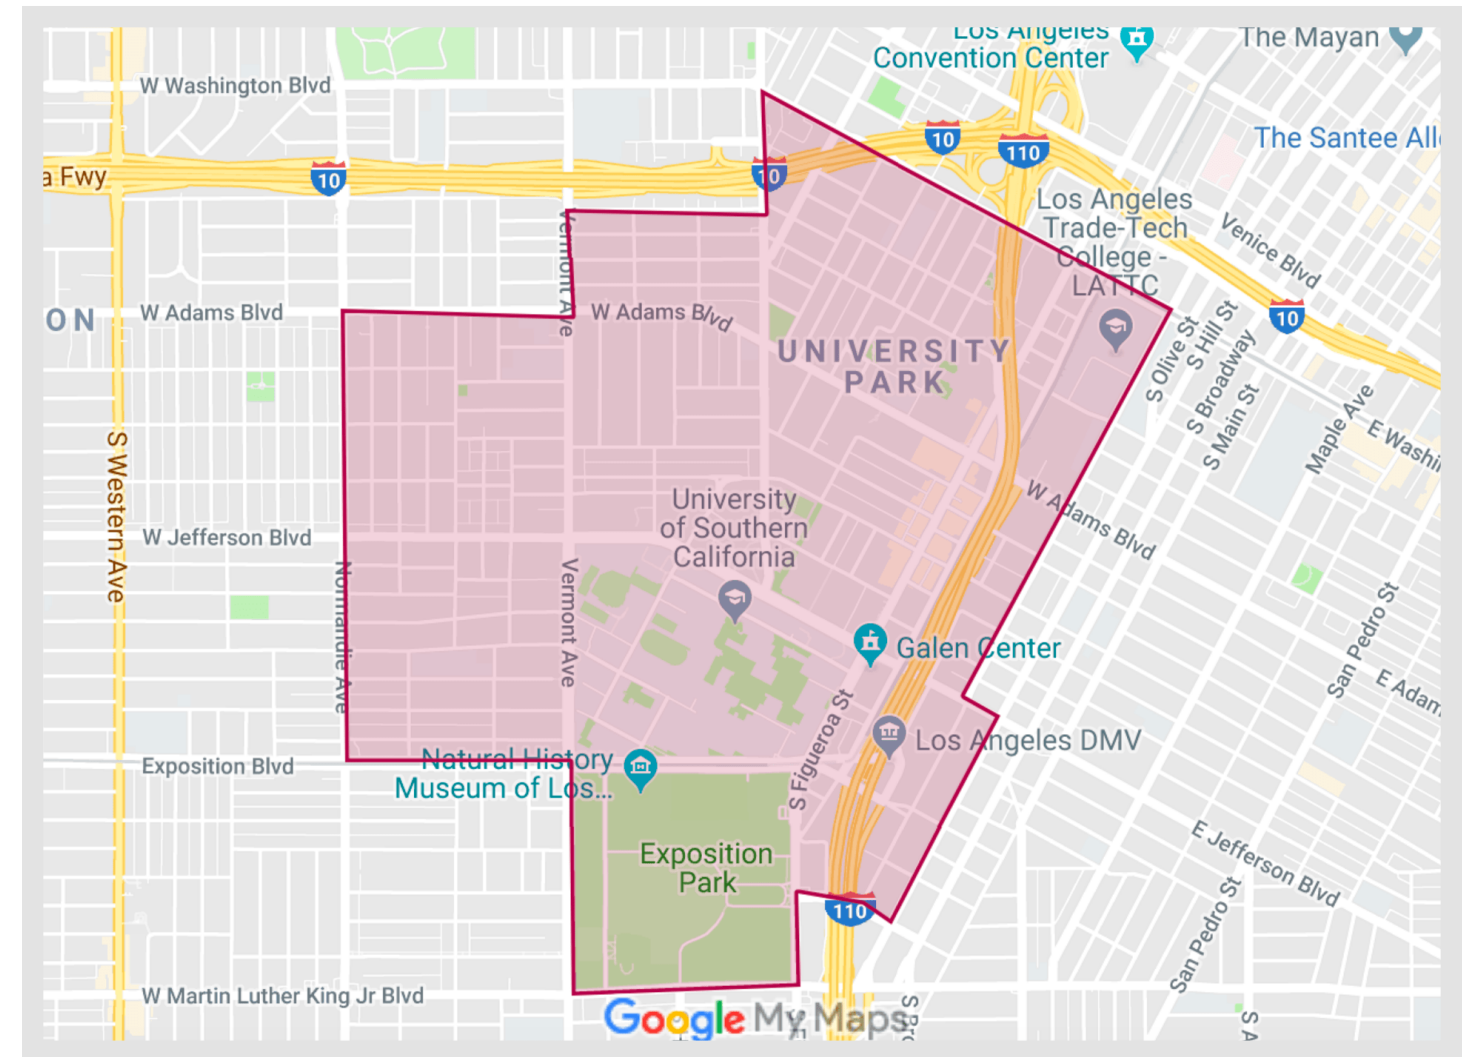 Los Angeles
Convention Center
The Mayan
W Washington Blvd
10
110
The Santee All
a Fwy
10
10
Los Angeles
Trade-Tech
College -
LATTC
Venice Blvd
Vermont Ave
ON
W Adams Blvd
W Adams Blvd
10
UNIVERSITY
PARK
S Olive St
S Hill St
S Broadway
S Main St
Maple Ave
E Washi
S Western Ave
University
of Southern
California
W Adams Blvd
W Jefferson Blvd
Normandie Ave
Vermont Ave
Galen Center
San Pedro St
E Adam
S Figueroa St
Los Angeles DMV
Exposition Blvd
Natural History
Museum of Los...
Exposition
Park
E Jefferson Blvd
110
San Pedro St
W Martin Luther King Jr Blvd
Google My Maps
S Bro
S A